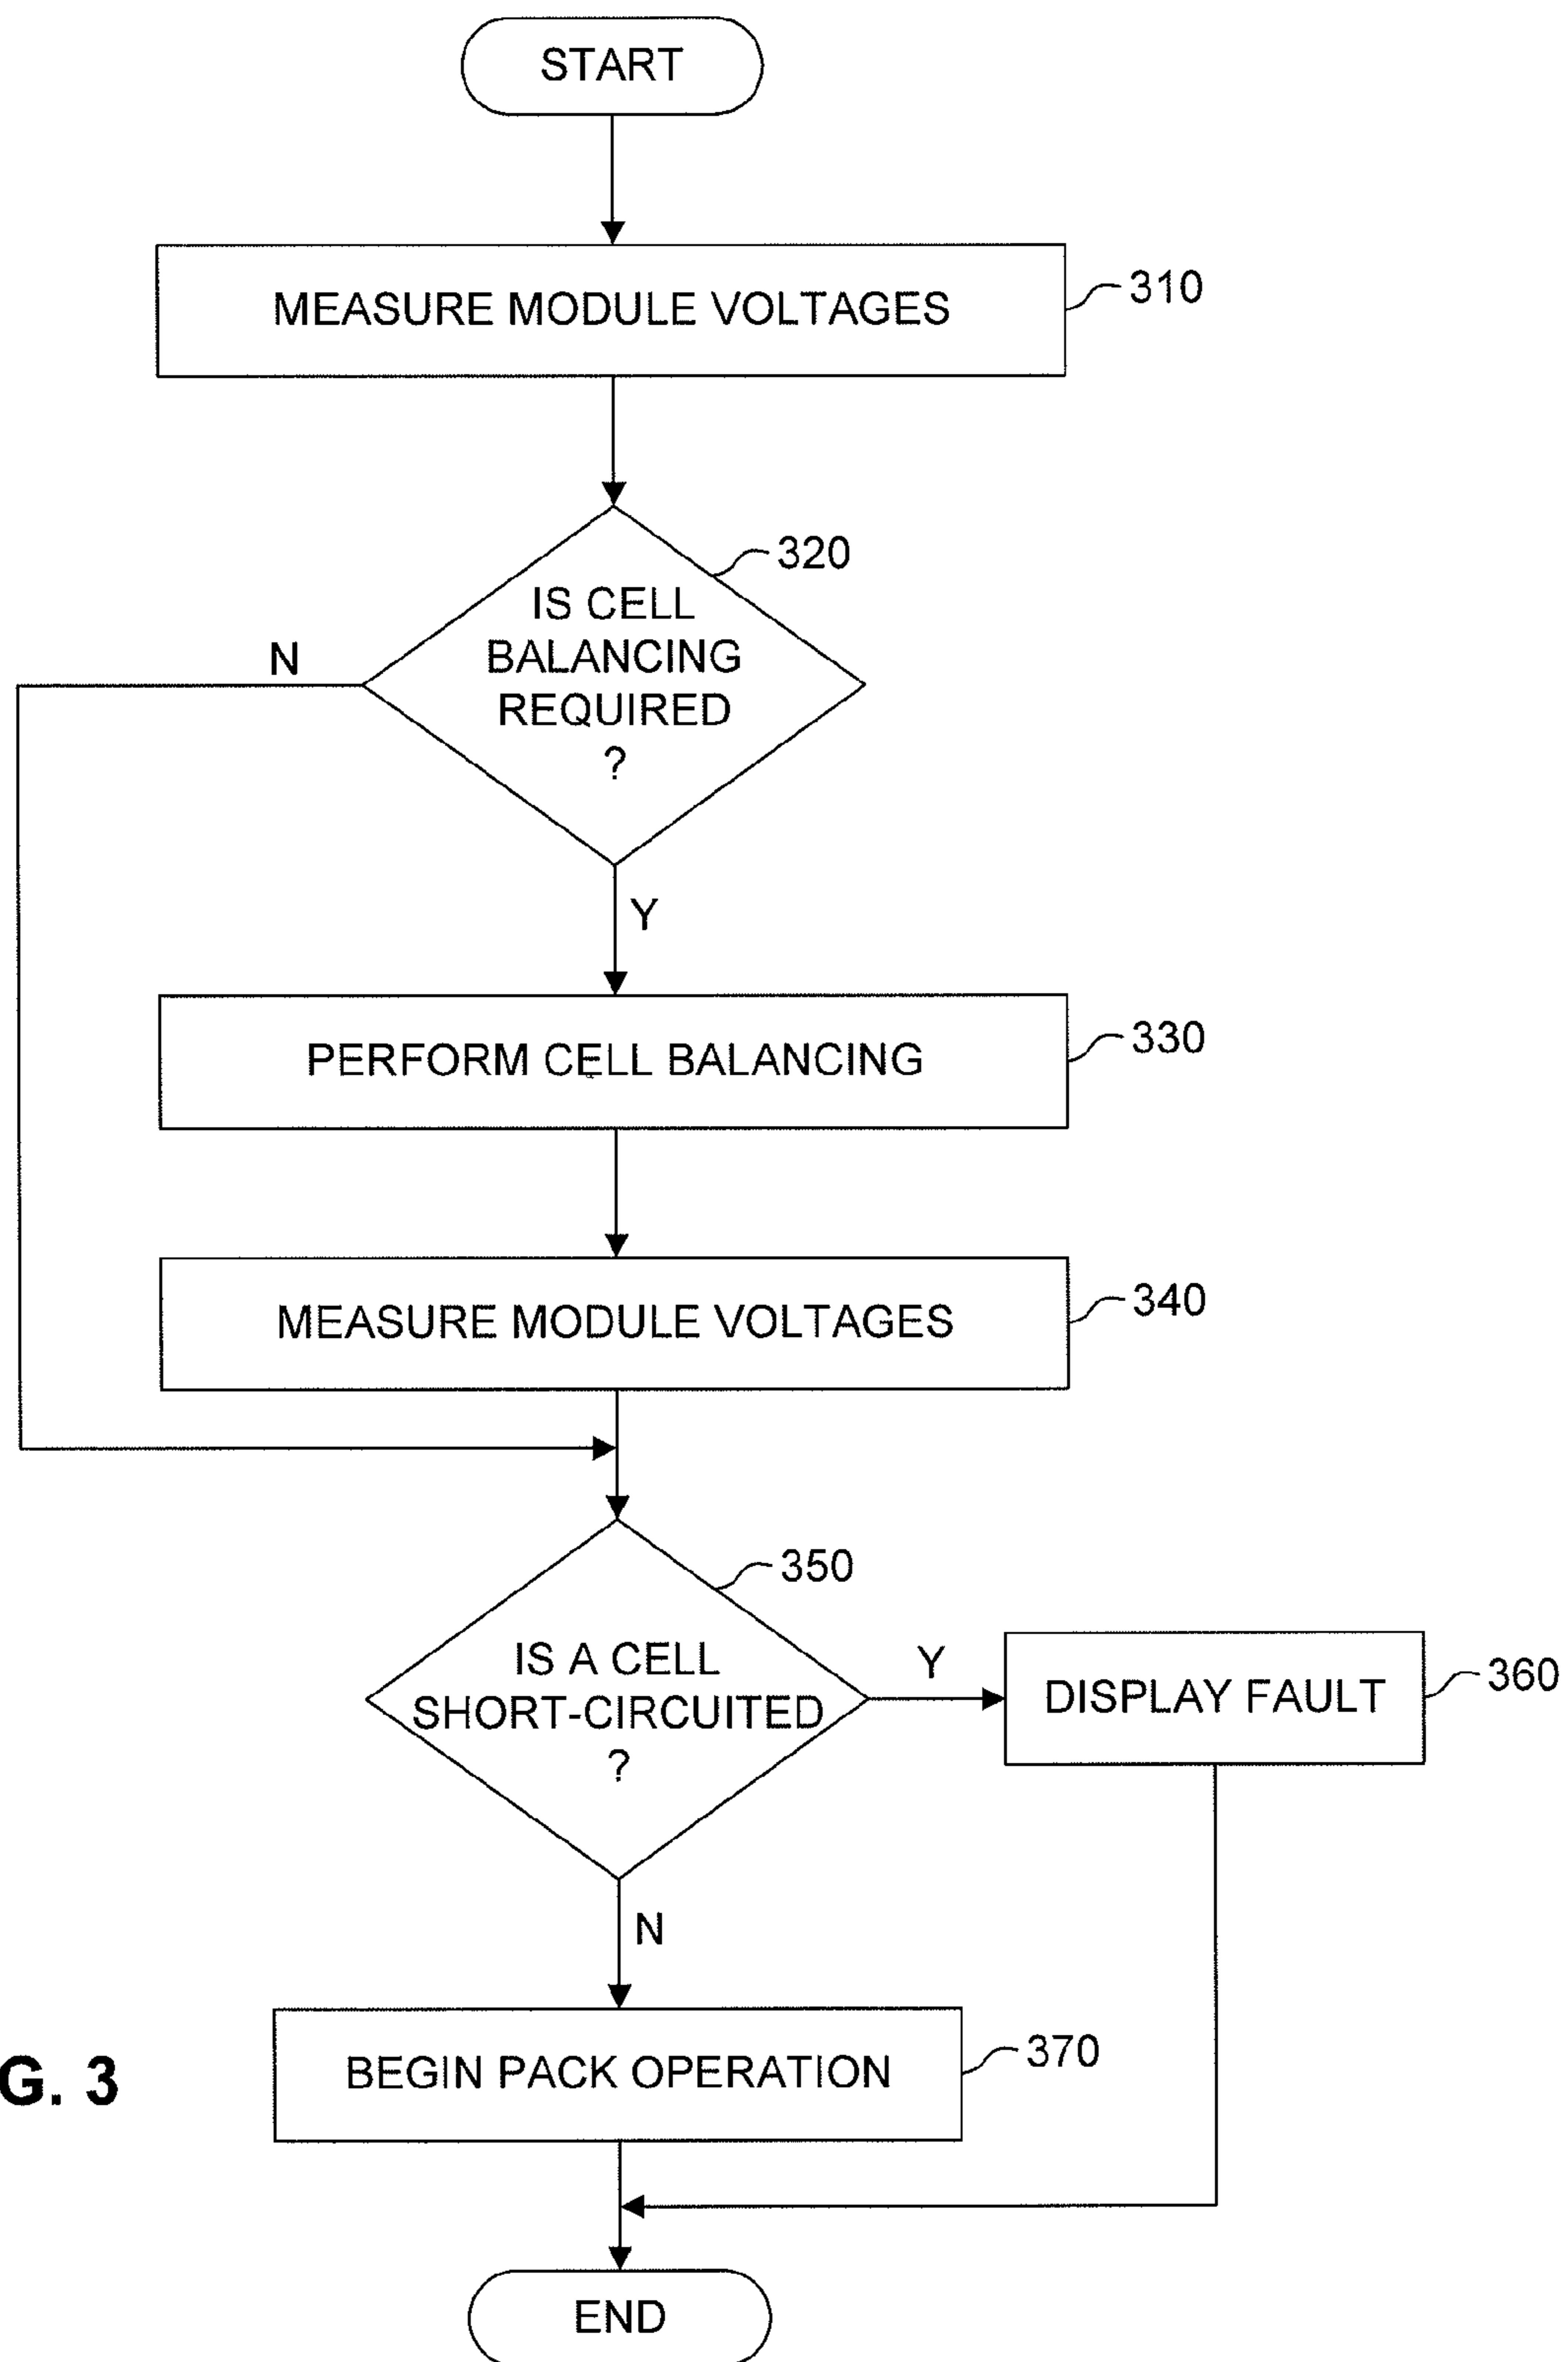 START
MEASURE MODULE VOLTAGES
310
320
IS CELL
BALANCING
REQUIRED
?
N
Y
PERFORM CELL BALANCING
330
MEASURE MODULE VOLTAGES
340
350
IS A CELL
SHORT-CIRCUITED
?
Y
DISPLAY FAULT
360
N
BEGIN PACK OPERATION
370
G. 3
END